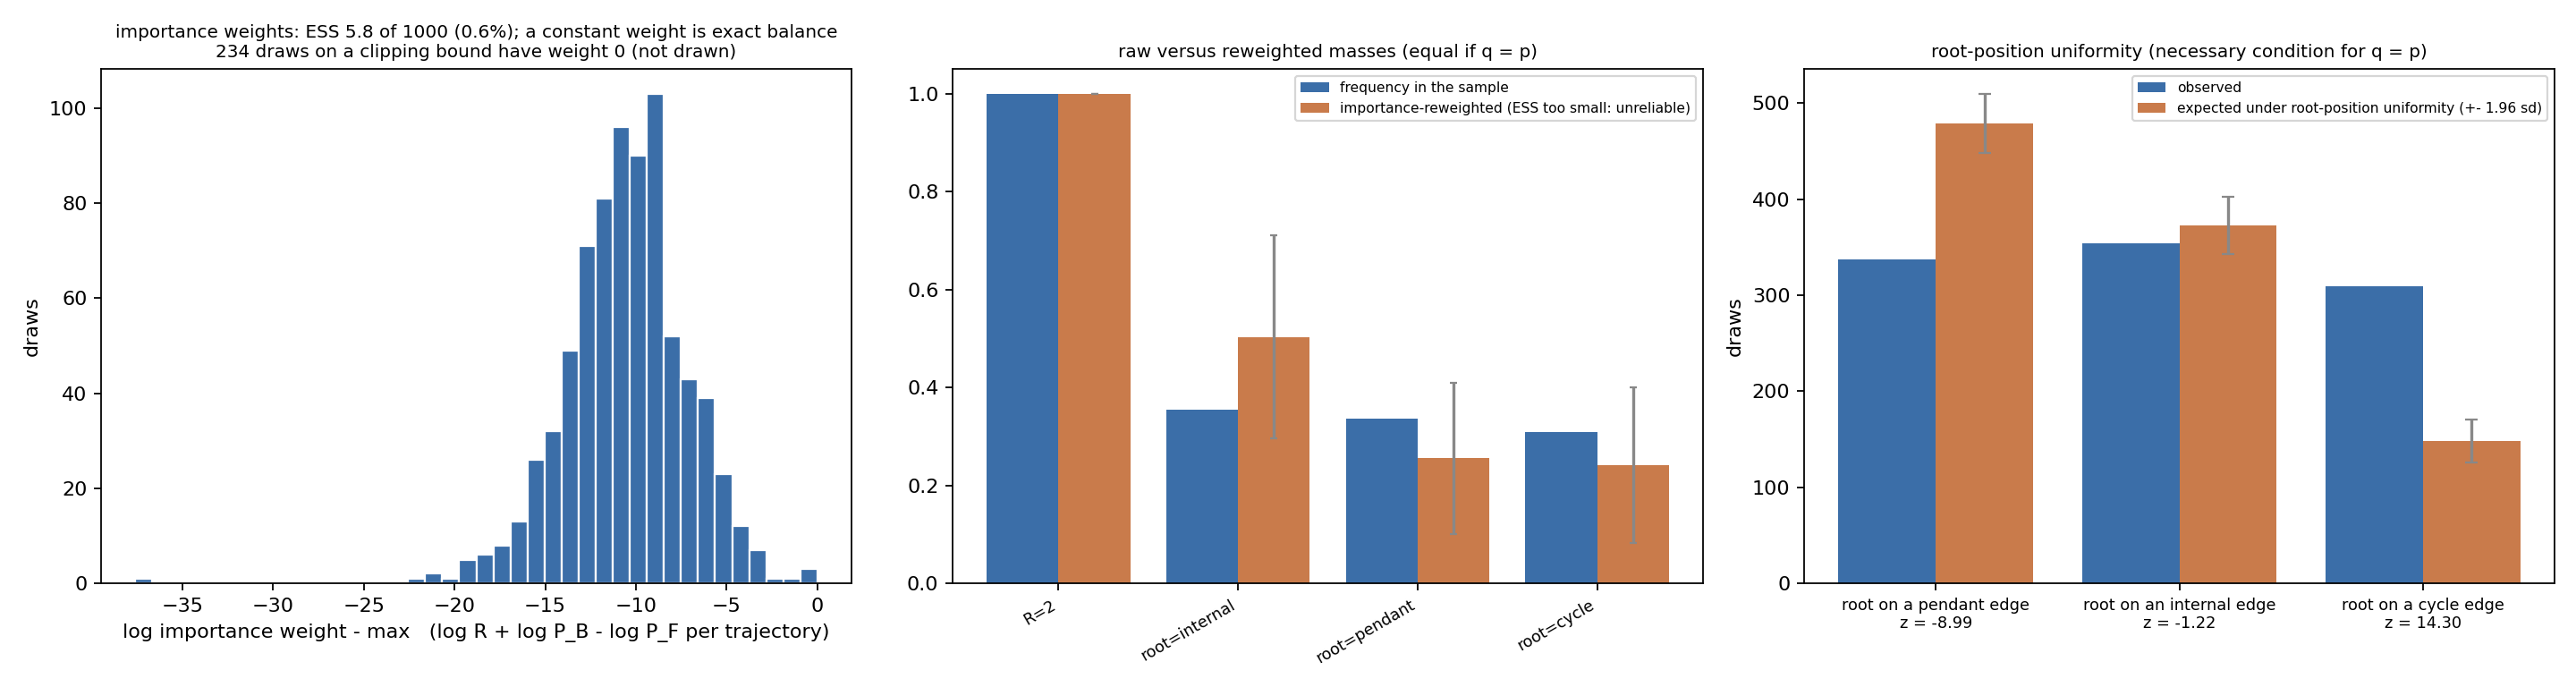 importance weights: ESS 5.8 of 1000 (0.6%); a constant weight is exact balance
234 draws on a clipping bound have weight 0 (not drawn)
draws
100
80
60
40
20
0
−35
−30
−25
−20
−15
−10
−5
0
log importance weight - max (log R + log P_B - log P_F per trajectory)
raw versus reweighted masses (equal if q = p)
frequency in the sample
importance-reweighted (ESS too small: unreliable)
1.0
0.8
0.6
0.4
0.2
0.0
R=2
root=internal
root=pendant
root=cycle
root-position uniformity (necessary condition for q = p)
observed
expected under root-position uniformity (+- 1.96 sd)
draws
500
400
300
200
100
0
root on a pendant edge
z = -8.99
root on an internal edge
z = -1.22
root on a cycle edge
z = 14.30